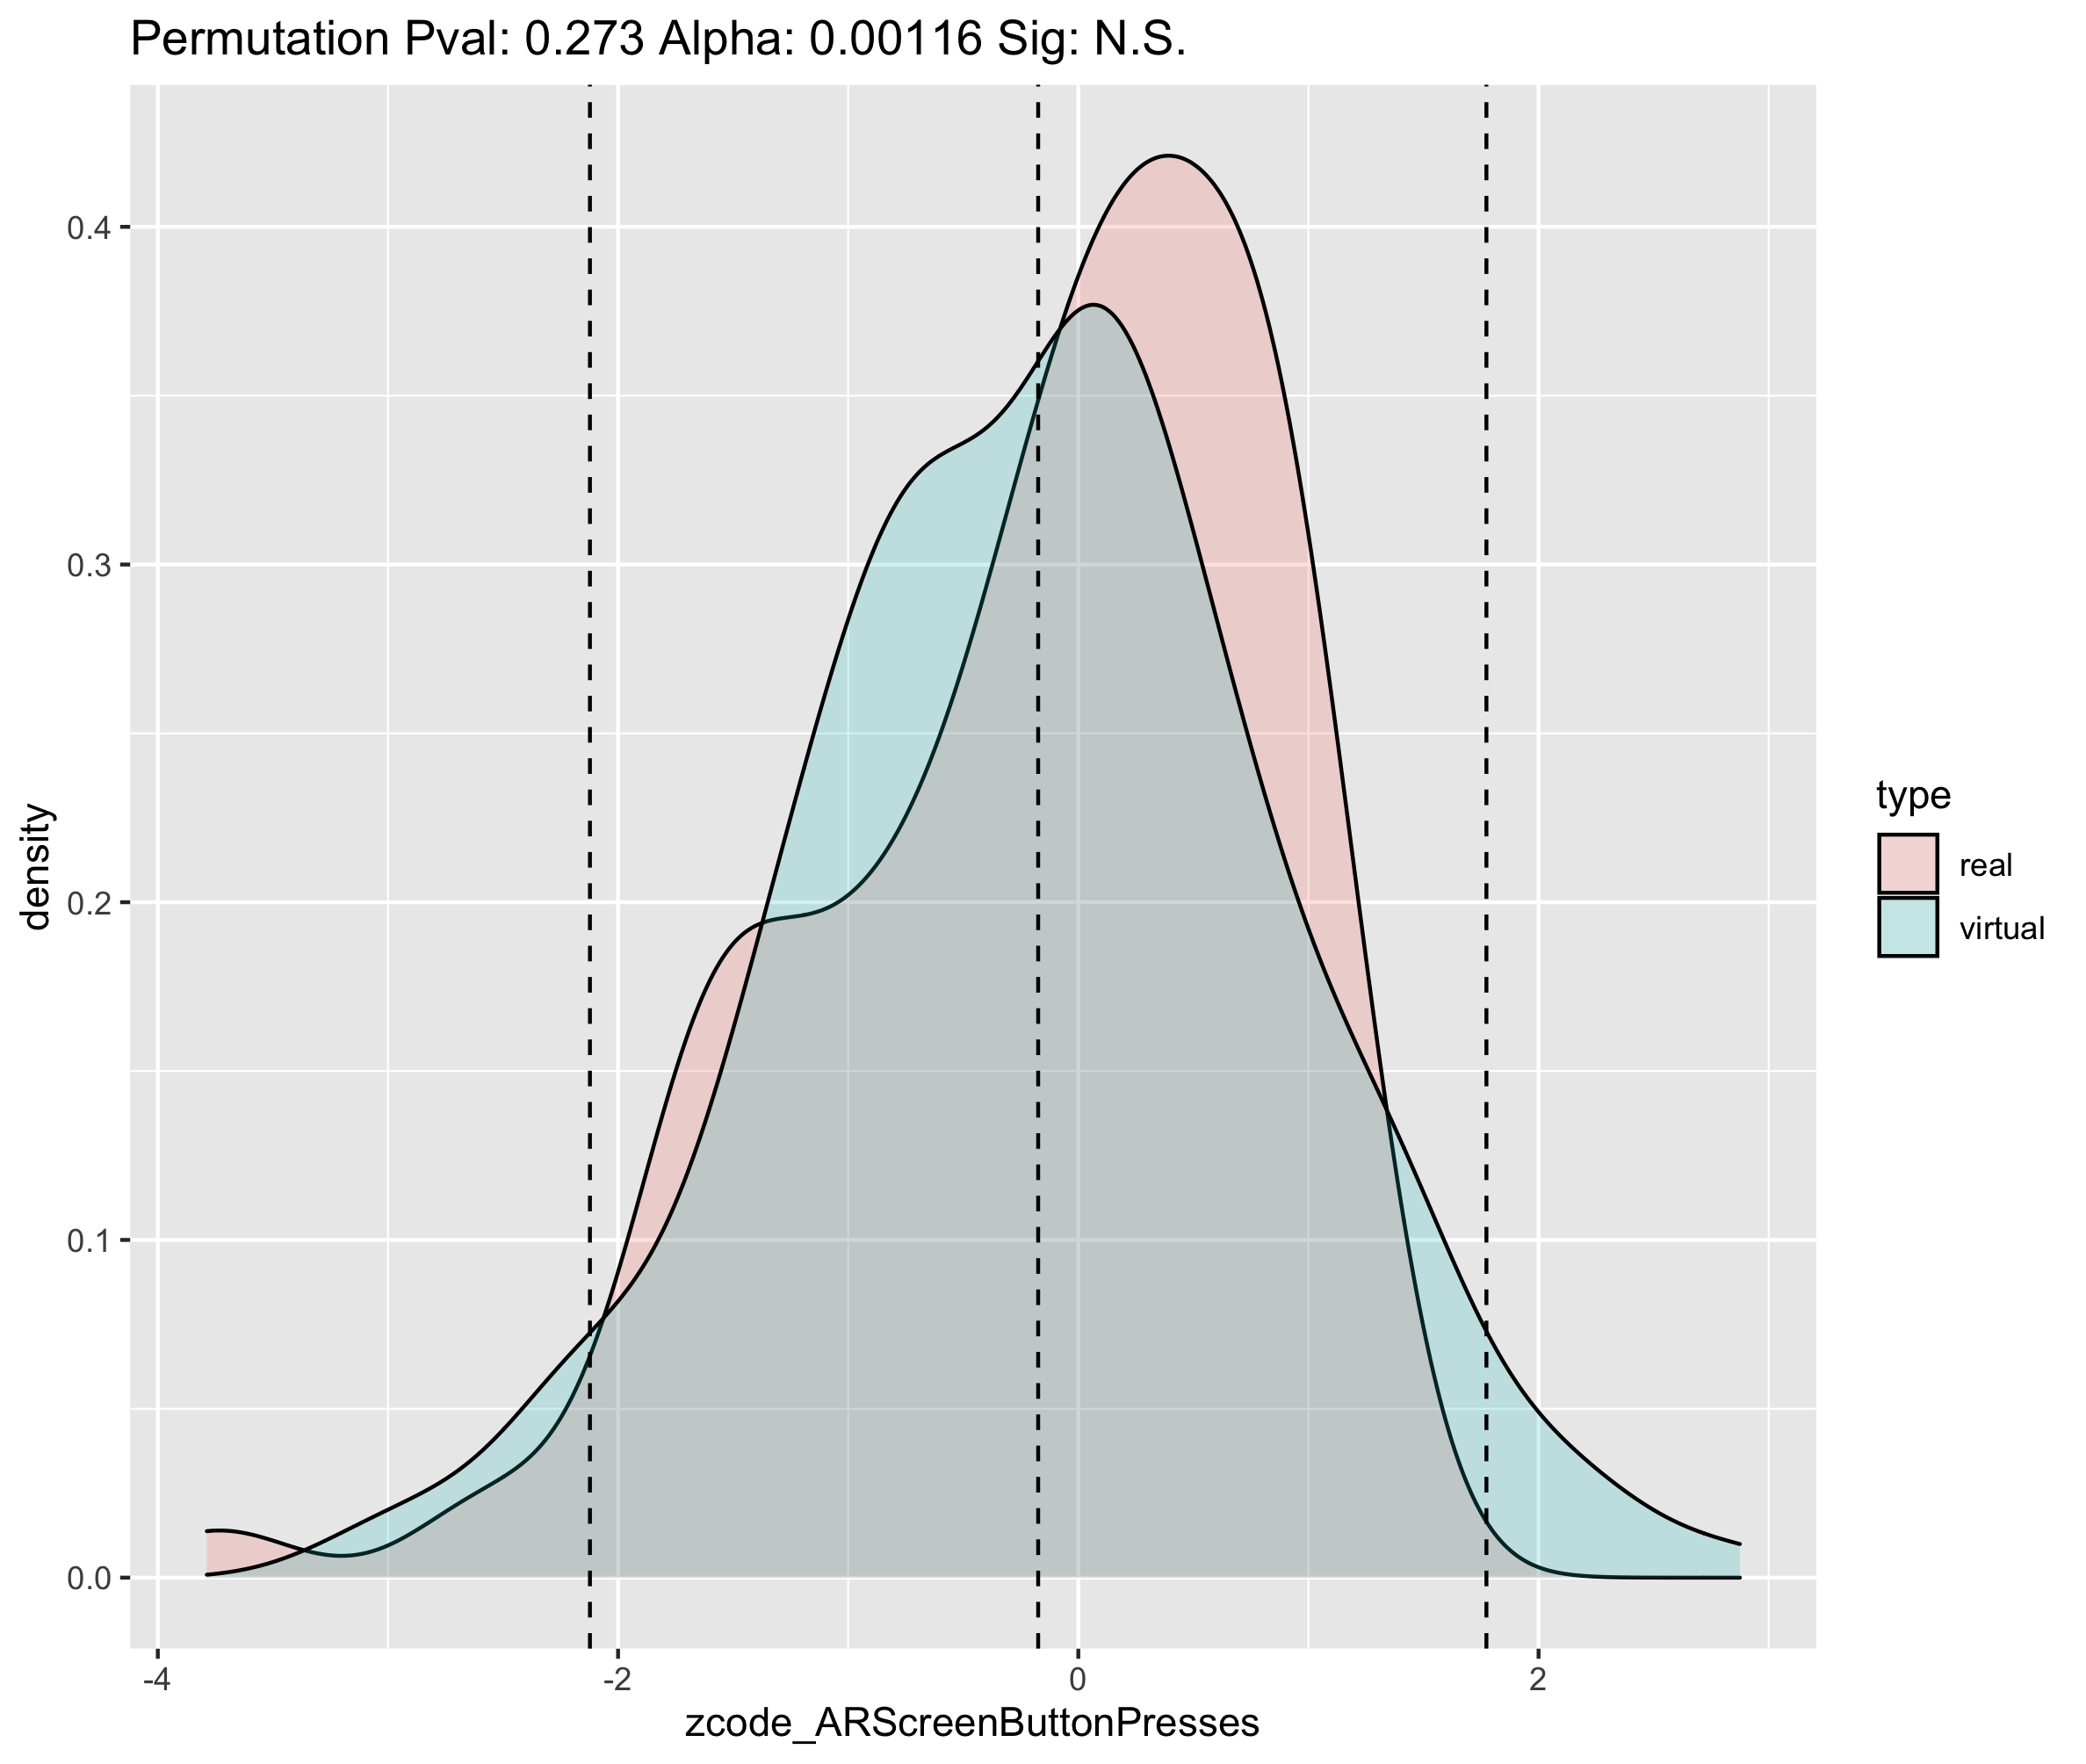 Permutation Pval: 0.273 Alpha: 0.00116 Sig: N.S.
0.4
0.3
0.2
0.1
0.0
density
-4
-2
0
2
zcode_ARScreenButtonPresses
type
real
virtual